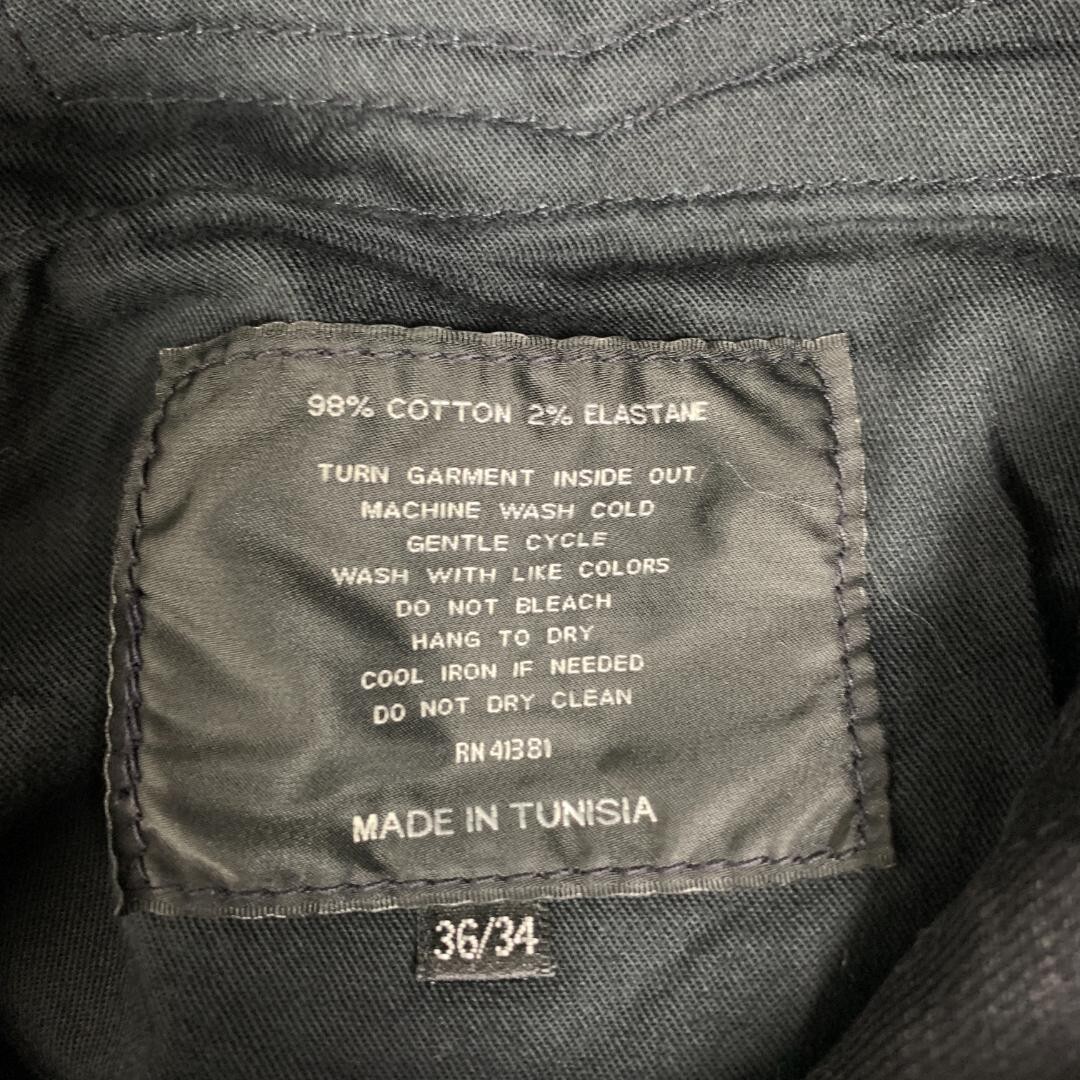 98% COTTON 2% ELASTANE
TURN GARMENT INSIDE OUT
MACHINE WASH COLD
GENTLE CYCLE
WASH WITH LIKE COLORS
DO NOT BLEACH
HANG TO DRY
COOL IRON IF NEEDED
DO NOT DRY CLEAN
RN 41381
MADE IN TUNISIA
36/34